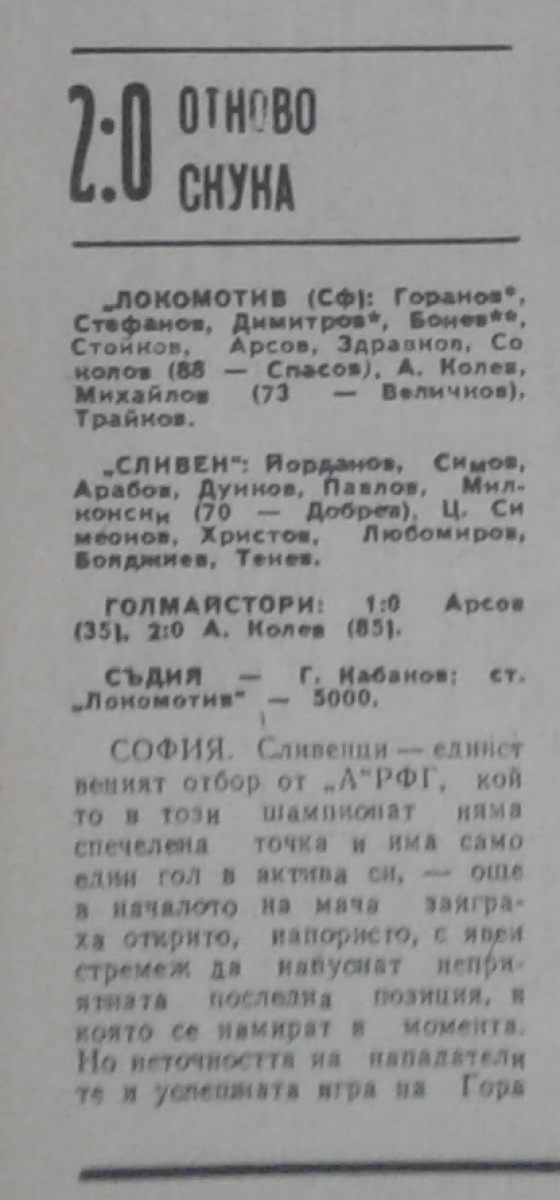 2:0 ОТНОВО
СКУКА
„ЛОКОМОТИВ (Сф): Горанов*,
Стефанов, Димитров*, Бонев**,
Стойков, Арсов, Здравков, Со
колов (88 — Спасов), А. Колев,
Михайлов (73 — Величков),
Трайков.
„СЛИВЕН“: Йорданов, Симов,
Арабов, Дунков, Павлов, Мил-
конски (70 — Добрев), Ц. Си
меонов, Христов, Любомиров,
Бояджиев, Тенев.
ГОЛМАЙСТОРИ: 1:0 Арсов
(35), 2:0 А. Колев (85).
СЪДИЯ — Г. Кабаков; ст.
„Локомотив“ — 5000.
СОФИЯ. Сливенци — единст
веният отбор от „А“РФГ, кой
то в този шампионат няма
спечелена точка и има само
един гол в актива си, — още
в началото на мача заигра-
ха открито, напористо, с явен
стремеж да напуснат непри-
ятната последна позиция, в
която се намират в момента.
Но неточността на нападатели
те и успешната игра на Гора